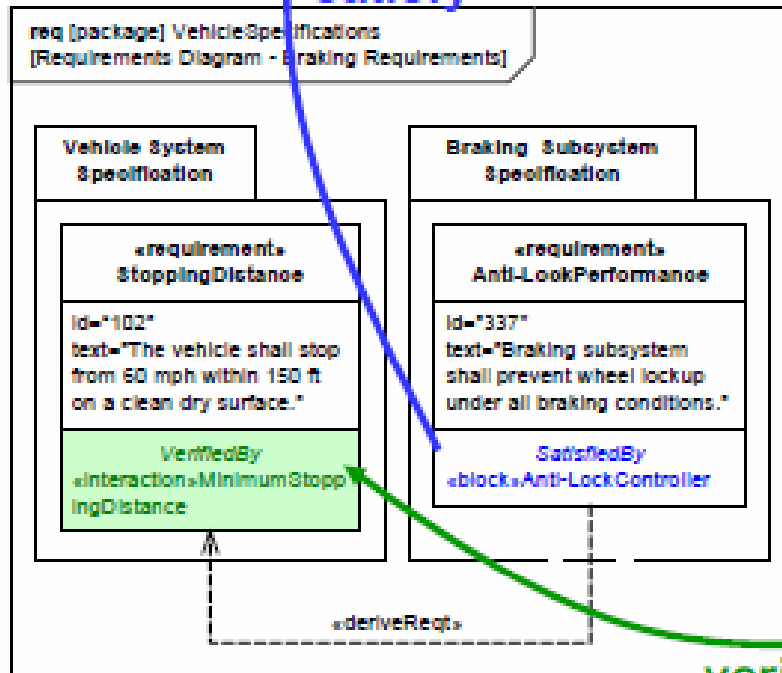 req [package] VehicleSpecifications
[Requirements Diagram - Braking Requirements]
Vehicle System
Specification
Braking Subsystem
Specification
«requirement»
StoppingDistance
id="102"
text="The vehicle shall stop
from 60 mph within 150 ft
on a clean dry surface."
VerifiedBy
«interaction»MinimumStopp
ingDistance
«requirement»
Anti-LockPerformance
id="337"
text="Braking subsystem
shall prevent wheel lockup
under all braking conditions."
SatisfiedBy
«block»Anti-LockController
«deriveReqt»